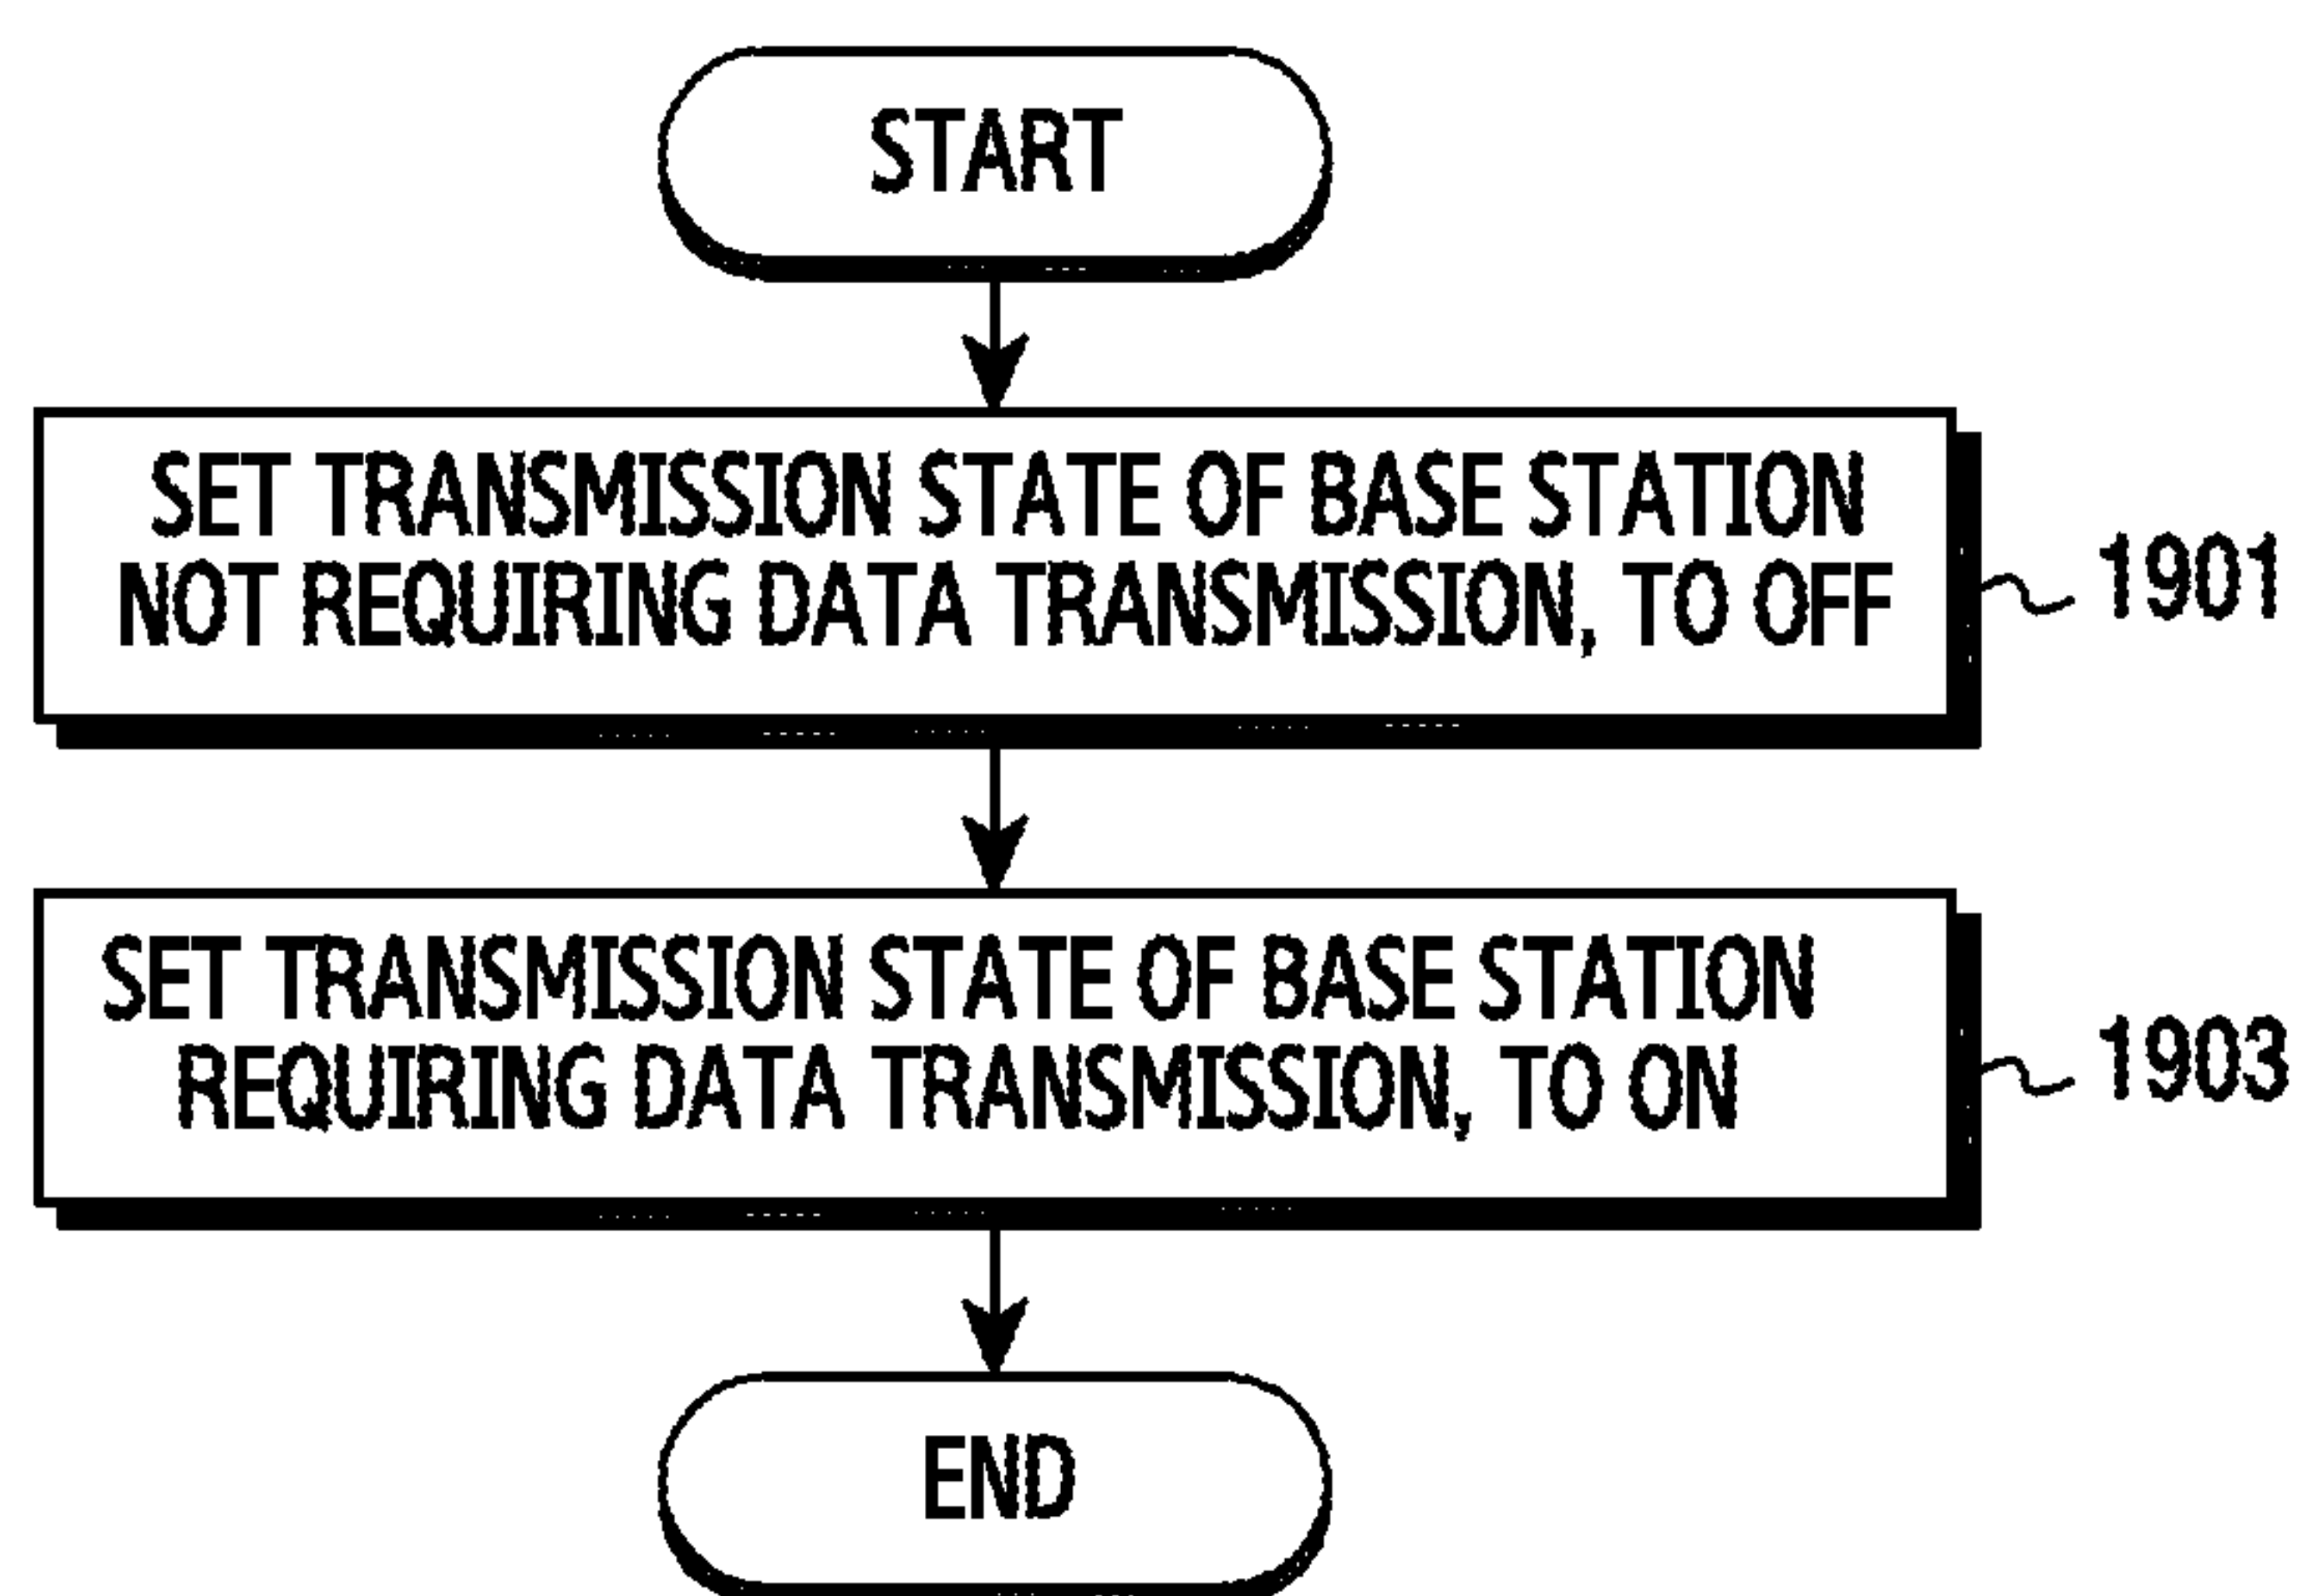 START
SET TRANSMISSION STATE OF BASE STATION
NOT REQUIRING DATA TRANSMISSION, TO OFF
1901
SET TRANSMISSION STATE OF BASE STATION
REQUIRING DATA TRANSMISSION, TO ON
1903
END